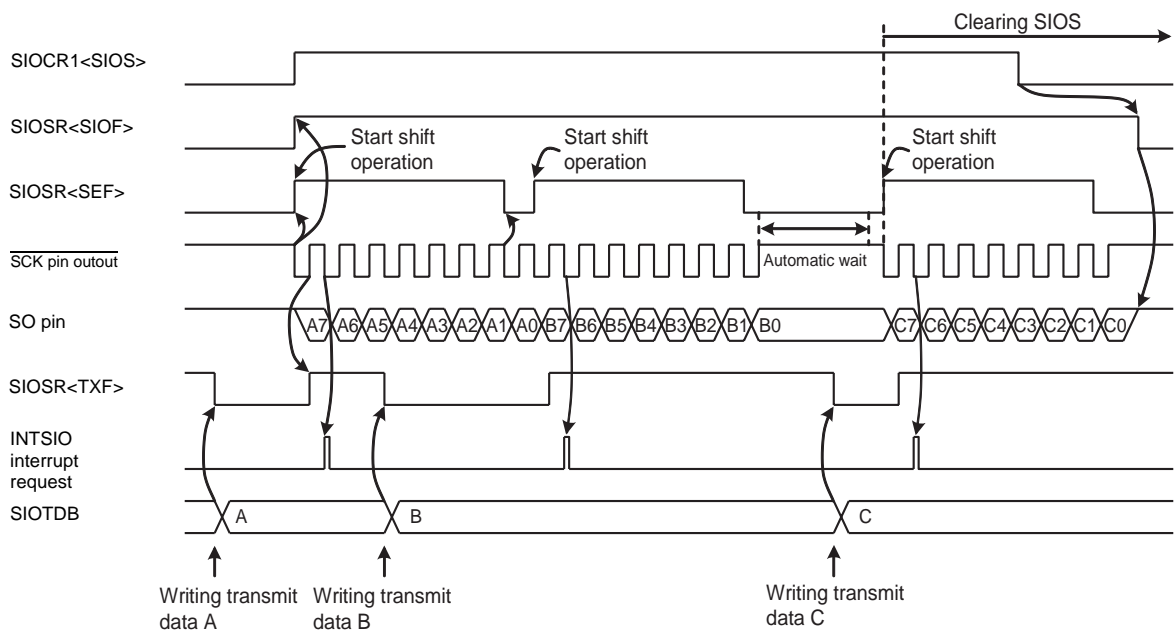 Clearing SIOS
SIOCR1<SIOS>
SIOSR<SIOF>
Start shift
operation
Start shift
operation
Start shift
operation
SIOSR<SEF>
SCK pin outout
Automatic wait
SO pin
A7 A6 A5 A4 A3 A2 A1 A0 B7 B6 B5 B4 B3 B2 B1 B0 C7 C6 C5 C4 C3 C2 C1 C0
SIOSR<TXF>
INTSIO
interrupt
request
SIOTDB
A
B
C
Writing transmit
data A
Writing transmit
data B
Writing transmit
data C